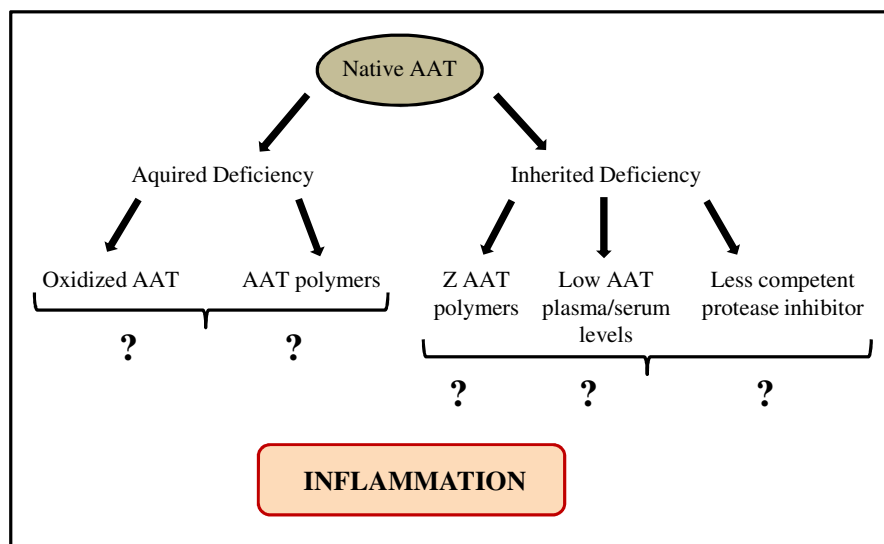 Native AAT
Aquired Deficiency
Inherited Deficiency
Oxidized AAT
AAT polymers
Z AAT
polymers
Low AAT
plasma/serum
levels
Less competent
protease inhibitor
? ?
? ? ?
INFLAMMATION